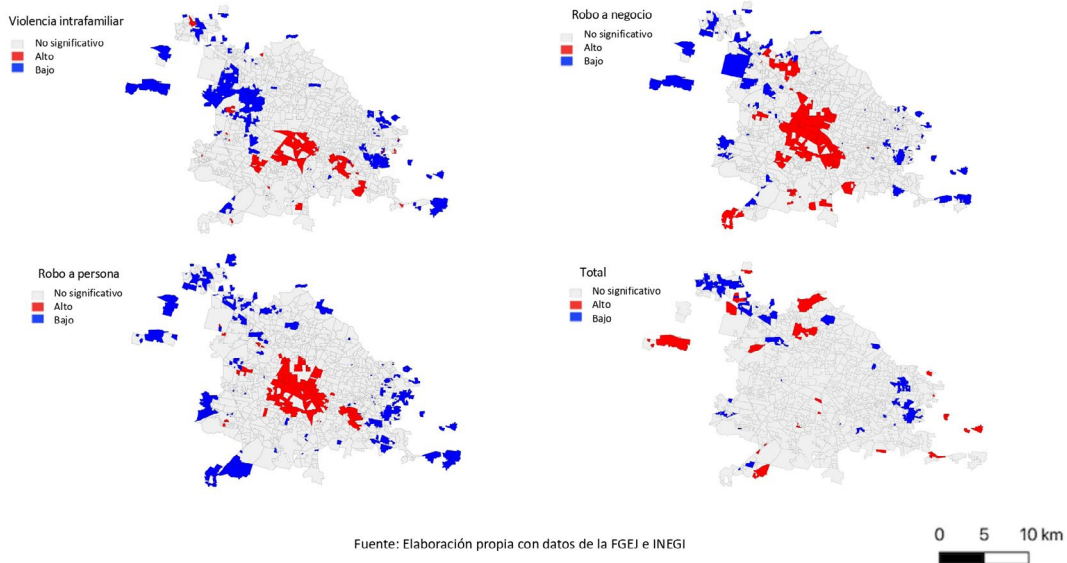 Violencia intrafamiliar
No significativo
Alto
Bajo
Robo a negocio
No significativo
Alto
Bajo
Robo a persona
No significativo
Alto
Bajo
Total
No significativo
Alto
Bajo
Fuente: Elaboración propia con datos de la FGEJ e INEGI
0 5 10 km